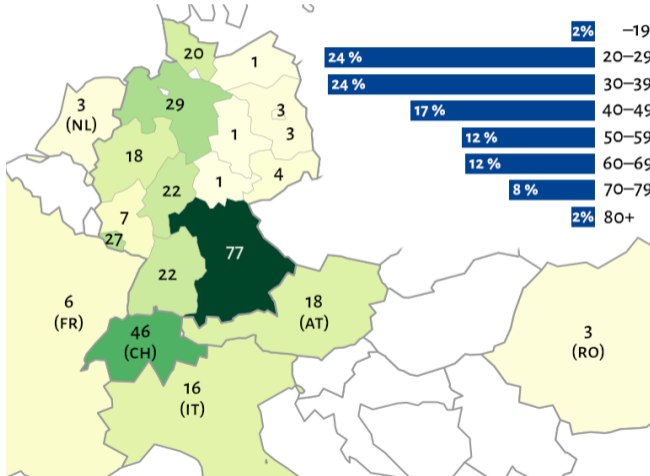 20
1
3
(NL)
29
3
3
1
18
4
1
22
7
27
77
22
6
(FR)
46
(CH)
18
(AT)
16
(IT)
3
(RO)
2% –19
24 % 20–29
24 % 30–39
17 % 40–49
12 % 50–59
12 % 60–69
8 % 70–79
2% 80+